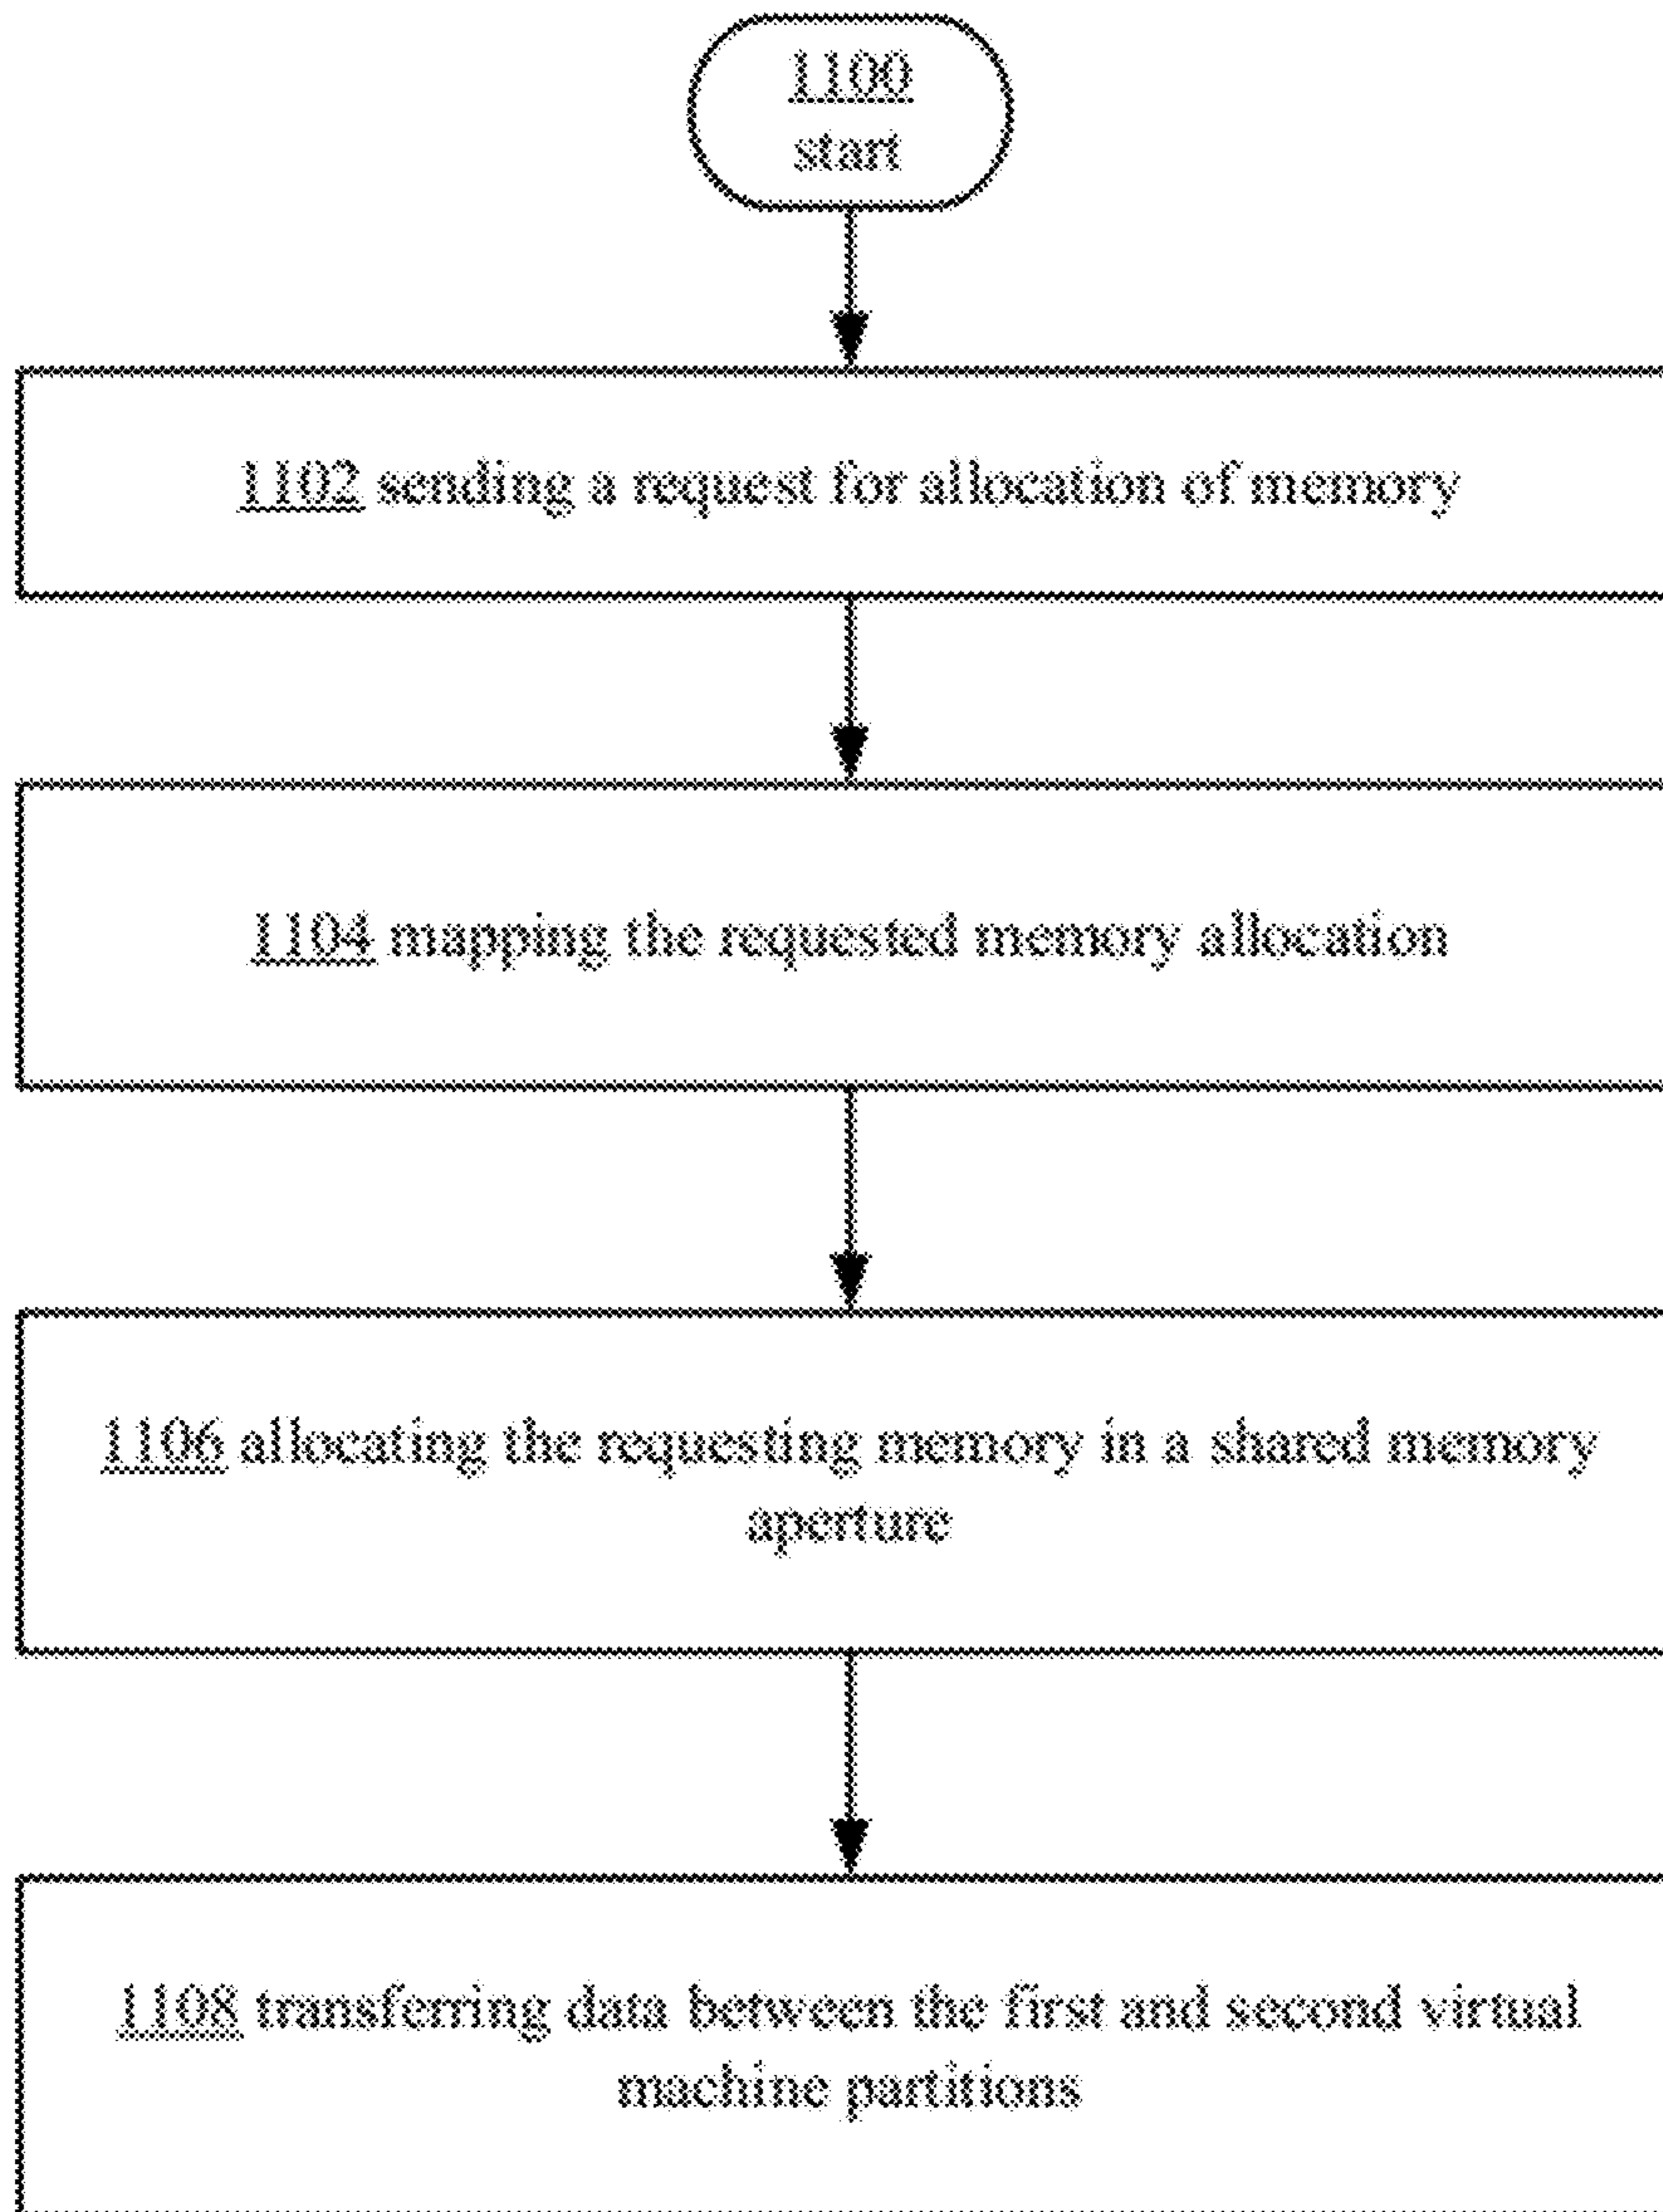 1100
start
1102 sending a request for allocation of memory
1104 mapping the requested memory allocation
1106 allocating the requesting memory in a shared memory
aperture
1108 transferring data between the first and second virtual
machine partitions